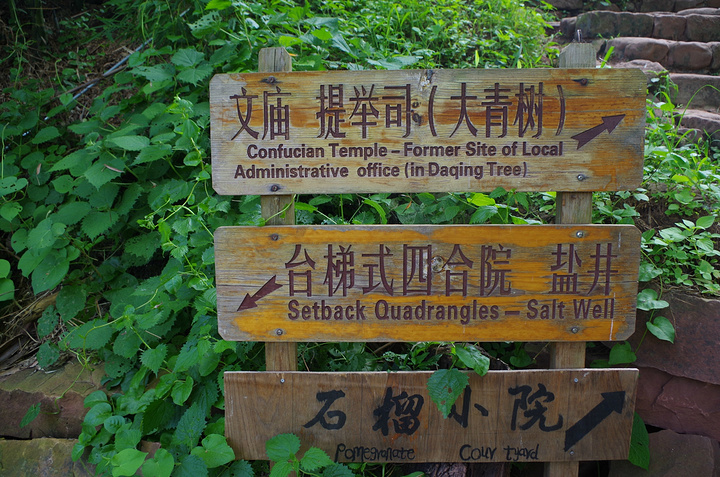 文庙 提举司（大青树）
Confucian Temple – Former Site of Local
Administrative office (in Daqing Tree)
台梯式四合院 盐井
Setback Quadrangles – Salt Well
石榴小院
Pomegranate Courtyard